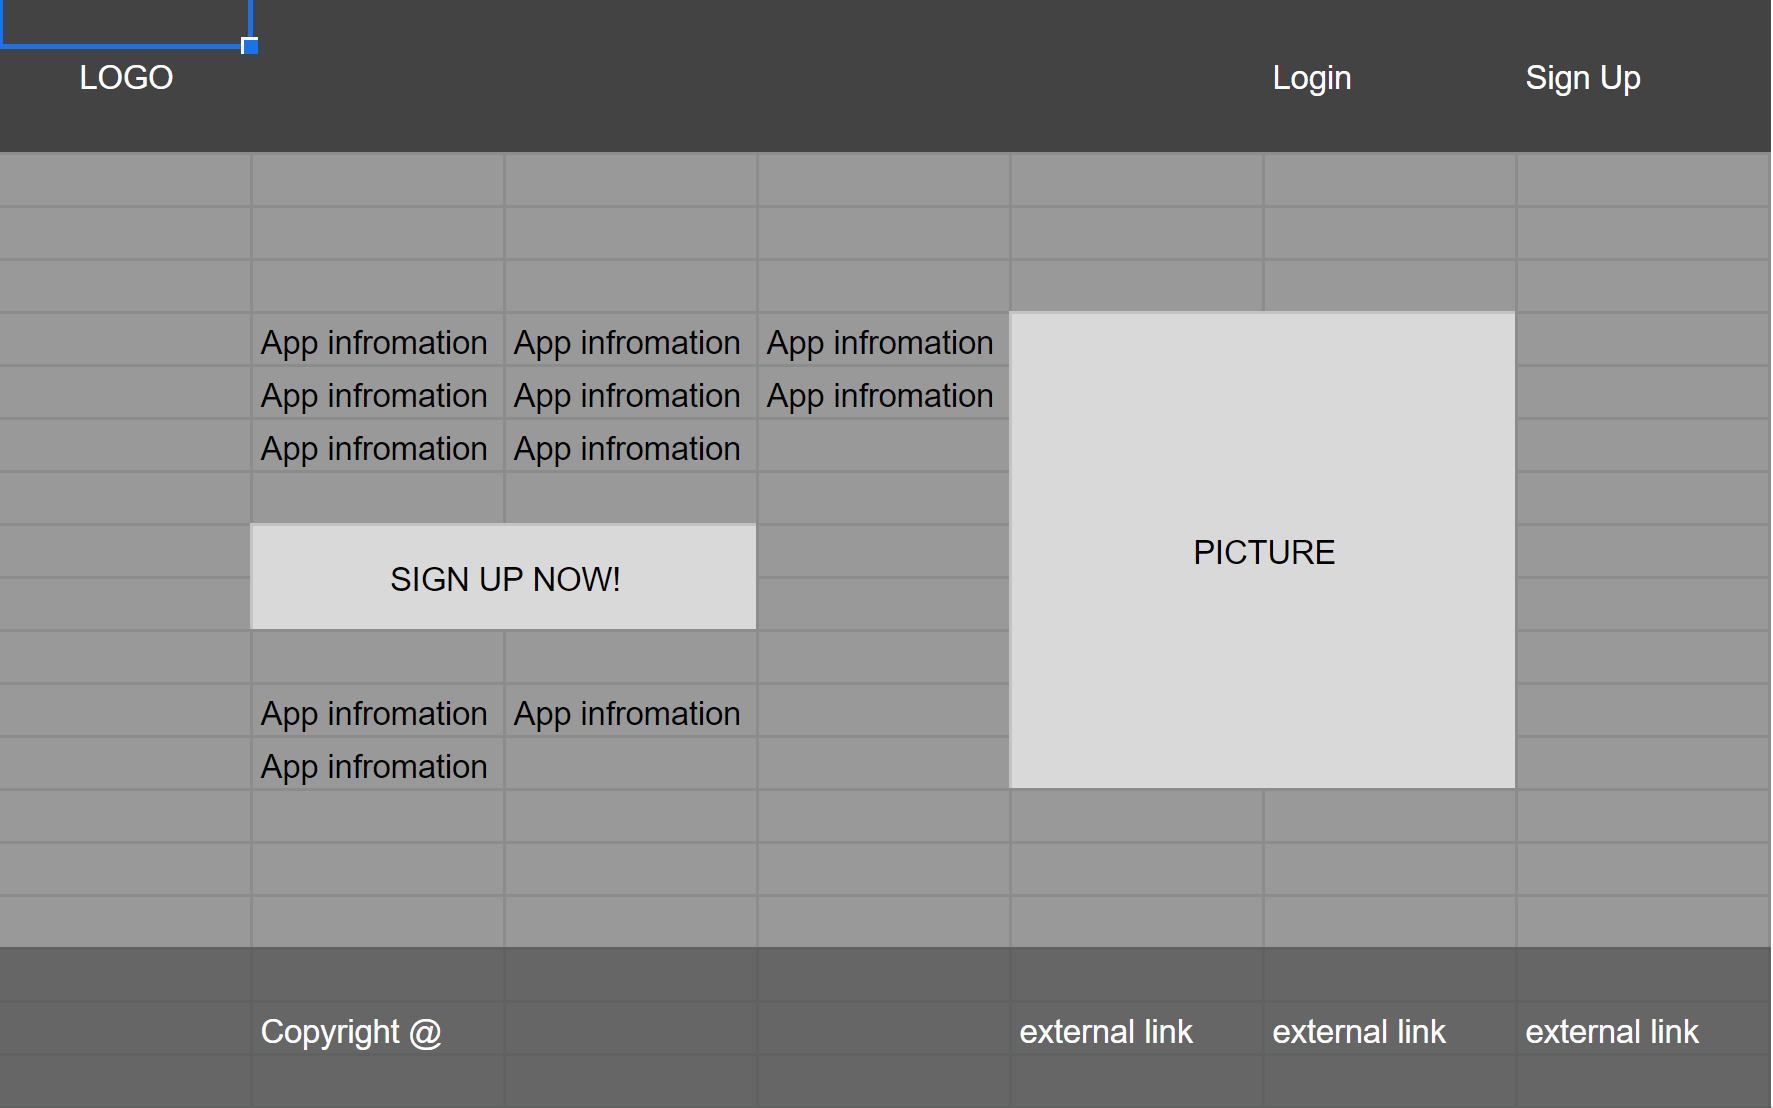 LOGO Login Sign Up
App infromation App infromation App infromation
App infromation App infromation App infromation
App infromation App infromation
SIGN UP NOW!
PICTURE
App infromation App infromation
App infromation
Copyright @ external link external link external link